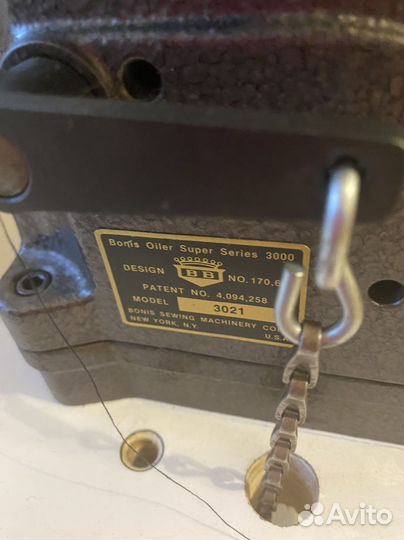 Bonis Oiler Super Series 3000
DESIGN BB NO. 170,6
PATENT NO. 4,094,258
MODEL 3021
BONIS SEWING MACHINERY CO
NEW YORK, N.Y. U.S.A.
Avito